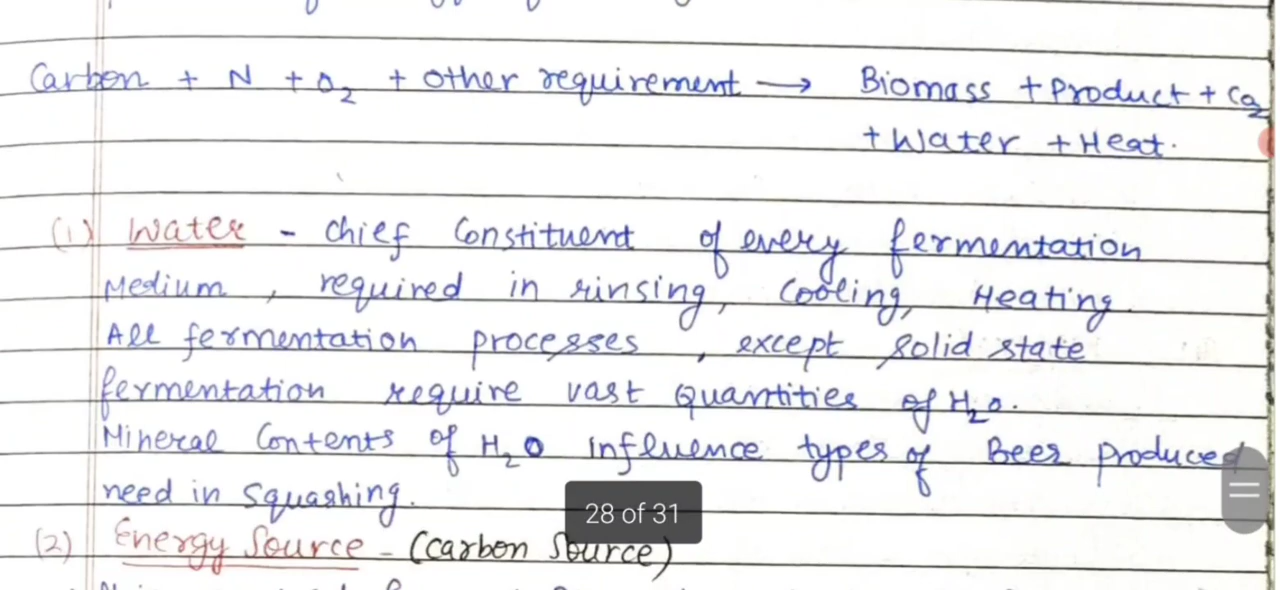 Carbon + N + O2 + Other requirement → Biomass + Product + CO2
+ Water + Heat.
(1) Water - Chief Constituent of every fermentation
Medium, required in rinsing, Cooling, Heating.
All fermentation processes, except solid state
fermentation require vast Quantities of H2O.
Mineral Contents of H2O influence types of Beer produced
need in Squashing.
28 of 31
(2) Energy Source - (Carbon Source)